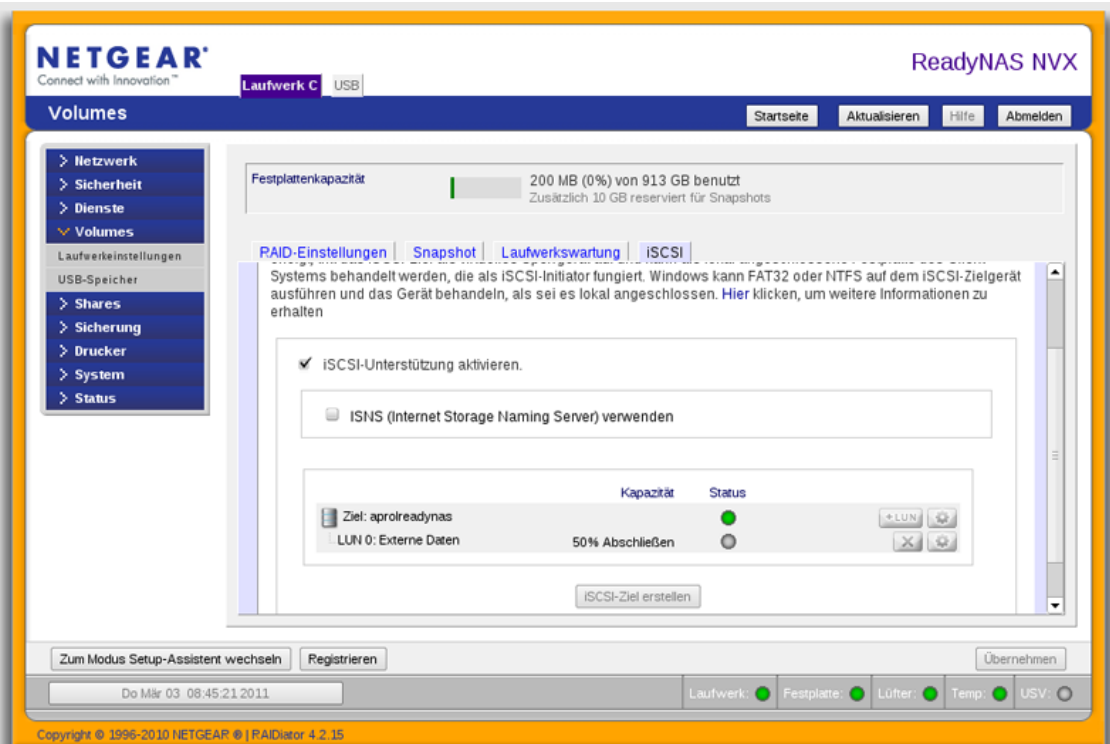 NETGEAR®
Connect with Innovation™
ReadyNAS NVX
Laufwerk C USB
Volumes
Startseite Aktualisieren Hilfe Abmelden
> Netzwerk
> Sicherheit
> Dienste
Volumes
Laufwerkeinstellungen
USB-Speicher
> Shares
> Sicherung
> Drucker
> System
> Status
Festplattenkapazität
200 MB (0%) von 913 GB benutzt
Zusätzlich 10 GB reserviert für Snapshots
RAID-Einstellungen Snapshot Laufwerkswartung iSCSI
Systems behandelt werden, die als iSCSI-Initiator fungiert. Windows kann FAT32 oder NTFS auf dem iSCSI-Zielgerät
ausführen und das Gerät behandeln, als sei es lokal angeschlossen. Hier klicken, um weitere Informationen zu
erhalten
iSCSI-Unterstützung aktivieren.
ISNS (Internet Storage Naming Server) verwenden
Kapazität Status
Ziel: aprolreadynas +LUN
LUN 0: Externe Daten 50% Abschließen
iSCSI-Ziel erstellen
Zum Modus Setup-Assistent wechseln Registrieren Übernehmen
Do Mär 03 08:45:21 2011
Laufwerk: Festplatte: Lüfter: Temp: USV:
Copyright © 1996-2010 NETGEAR ® | RAIDiator 4.2.15